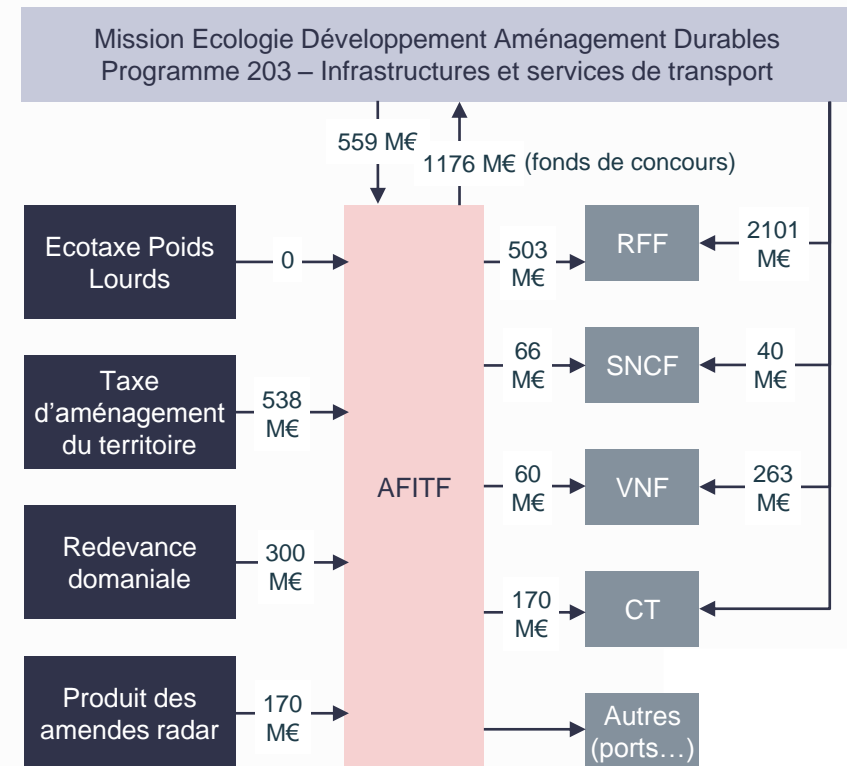 Mission Ecologie Développement Aménagement Durables
Programme 203 – Infrastructures et services de transport
559 M€
1176 M€ (fonds de concours)
Ecotaxe Poids
Lourds
0
503
M€
RFF
2101
M€
Taxe
d'aménagement
du territoire
538
M€
66
M€
SNCF
40
M€
AFITF
60
M€
VNF
263
M€
Redevance
domaniale
300
M€
170
M€
CT
Produit des
amendes radar
170
M€
Autres
(ports…)